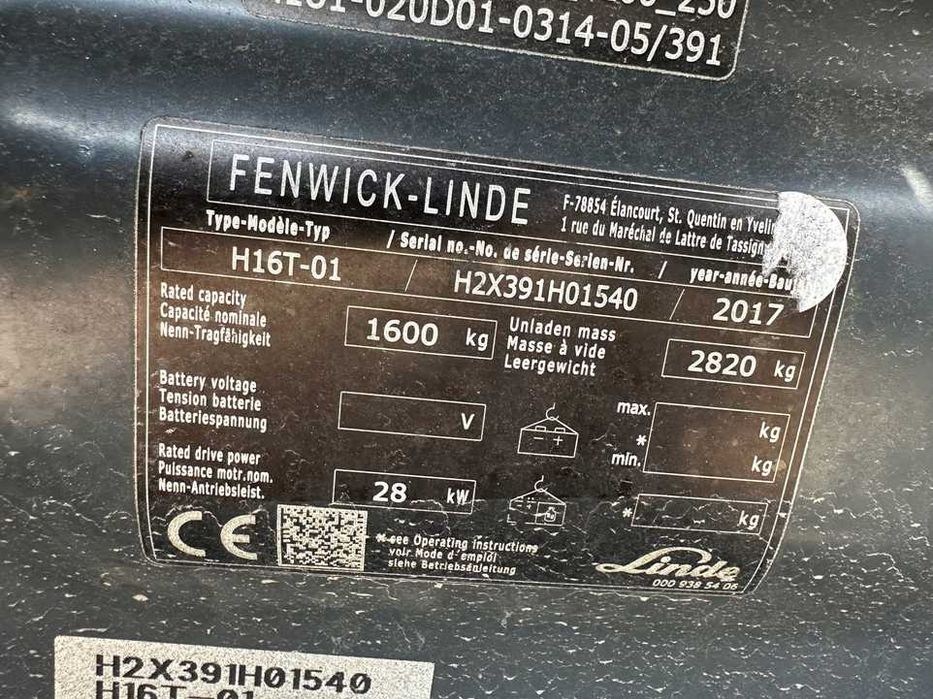 020D01-0314-05/391
FENWICK-LINDE
F-78854 Élancourt, St. Quentin en
1 rue du Maréchal de Lattre de
Type-Modèle-Typ / Serial no.-No. de série-Serien-Nr. / year-année-Bau
H16T-01 / H2X391H01540 / 2017
Rated capacity
Capacité nominale
Nenn-Tragfähigkeit
1600 kg
Unladen mass
Masse à vide
Leergewicht
2820 kg
Battery voltage
Tension batterie
Batteriespannung
V
- +
max.
kg
*
min.
kg
Rated drive power
Puissance motr.nom.
Nenn-Antriebsleist.
28 kW
*
kg
CE
*see Operating Instructions
voir Mode d'emploi
siehe Betriebsanleitung
Linde
000 938 54 06
H2X391H01540
H16T-01